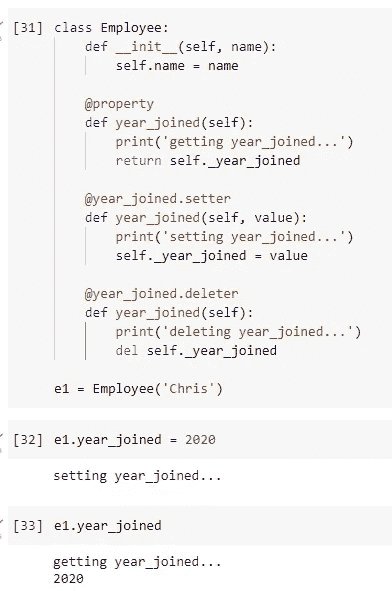 [31] class Employee:
    def __init__(self, name):
        self.name = name

    @property
    def year_joined(self):
        print('getting year_joined...')
        return self._year_joined

    @year_joined.setter
    def year_joined(self, value):
        print('setting year_joined...')
        self._year_joined = value

    @year_joined.deleter
    def year_joined(self):
        print('deleting year_joined...')
        del self._year_joined

e1 = Employee('Chris')
[32] e1.year_joined = 2020
setting year_joined...
[33] e1.year_joined
getting year_joined...
2020